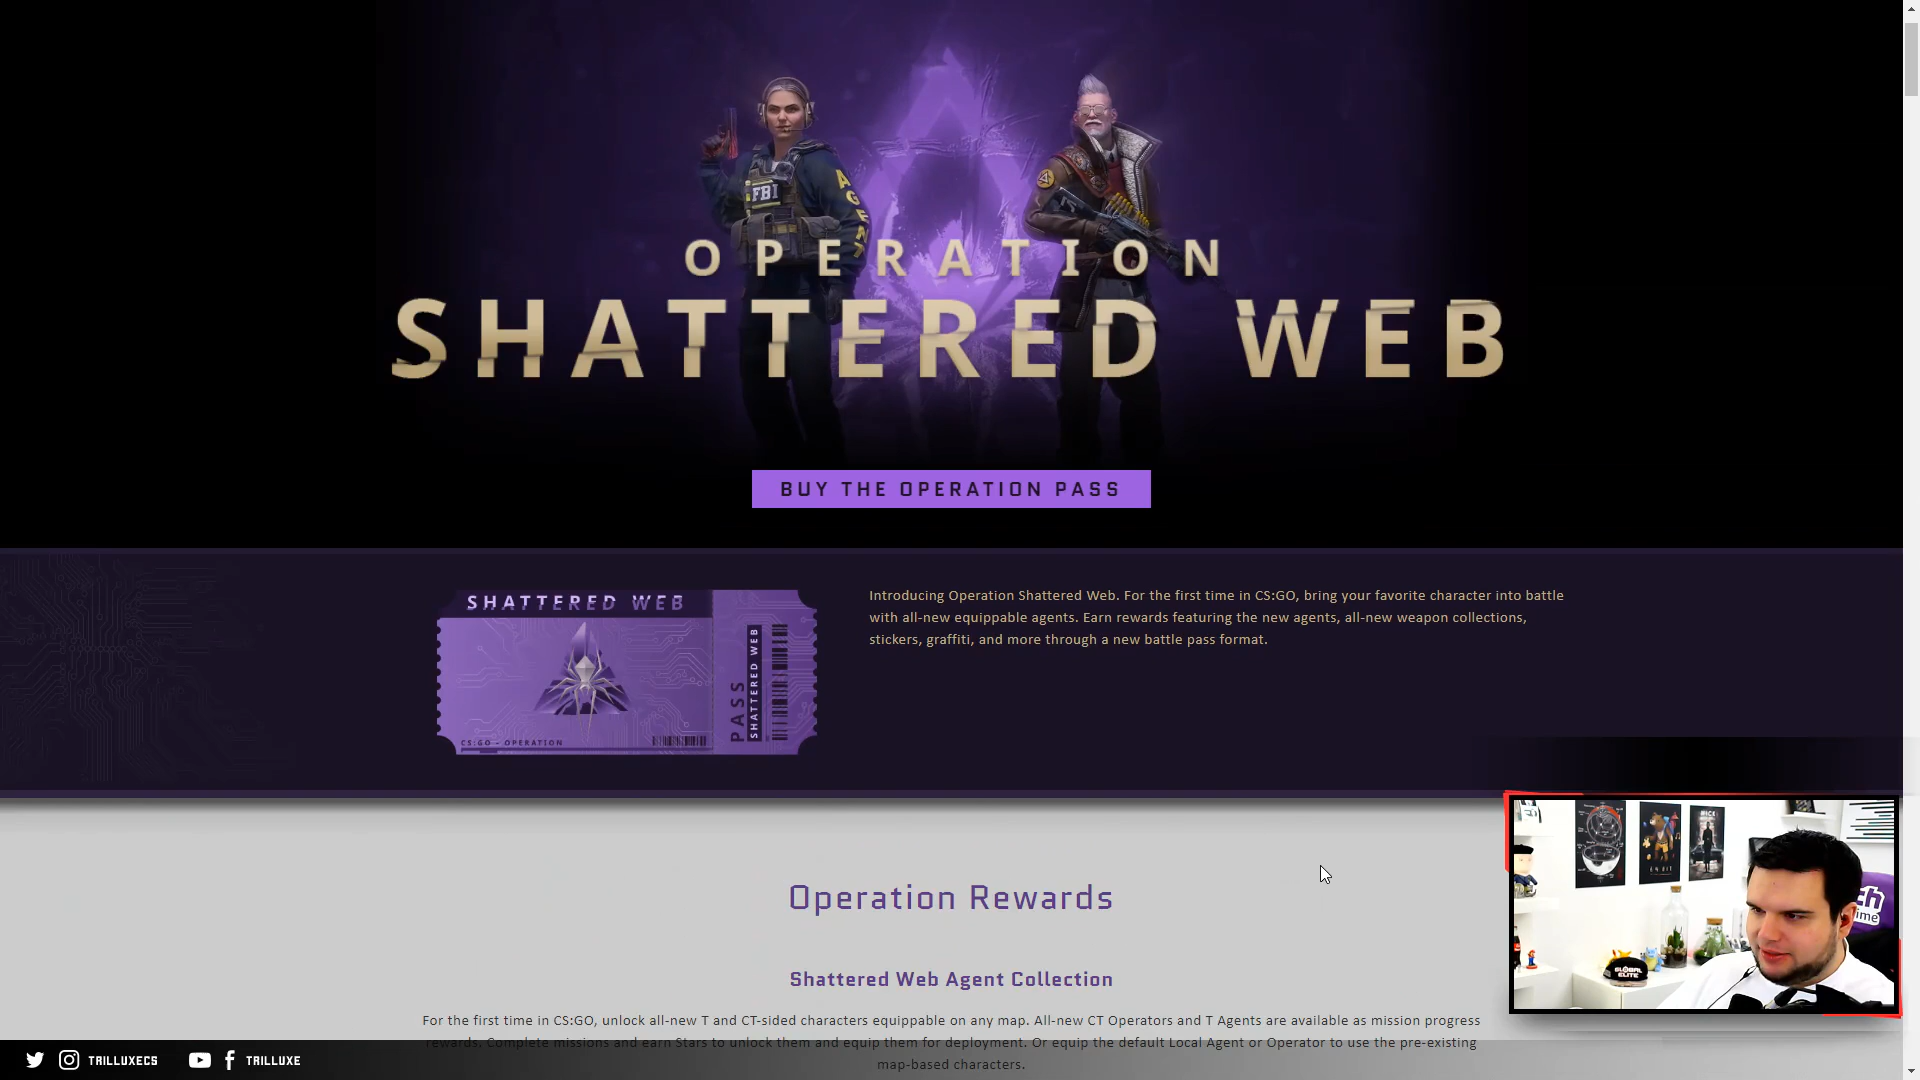 FBI
AGENT
OPERATION
SHATTERED WEB
BUY THE OPERATION PASS
SHATTERED WEB
PASS
SHATTERED WEB
CS:GO - OPERATION
Introducing Operation Shattered Web. For the first time in CS:GO, bring your favorite character into battle
with all-new equippable agents. Earn rewards featuring the new agents, all-new weapon collections,
stickers, graffiti, and more through a new battle pass format.
Operation Rewards
Shattered Web Agent Collection
For the first time in CS:GO, unlock all-new T and CT-sided characters equippable on any map. All-new CT Operators and T Agents are available as mission progress
rewards. Complete missions and earn Stars to unlock them and equip them for deployment. Or equip the default Local Agent or Operator to use the pre-existing
map-based characters.
GLOBAL
ELITE
TRILLUXECS
TRILLUXE